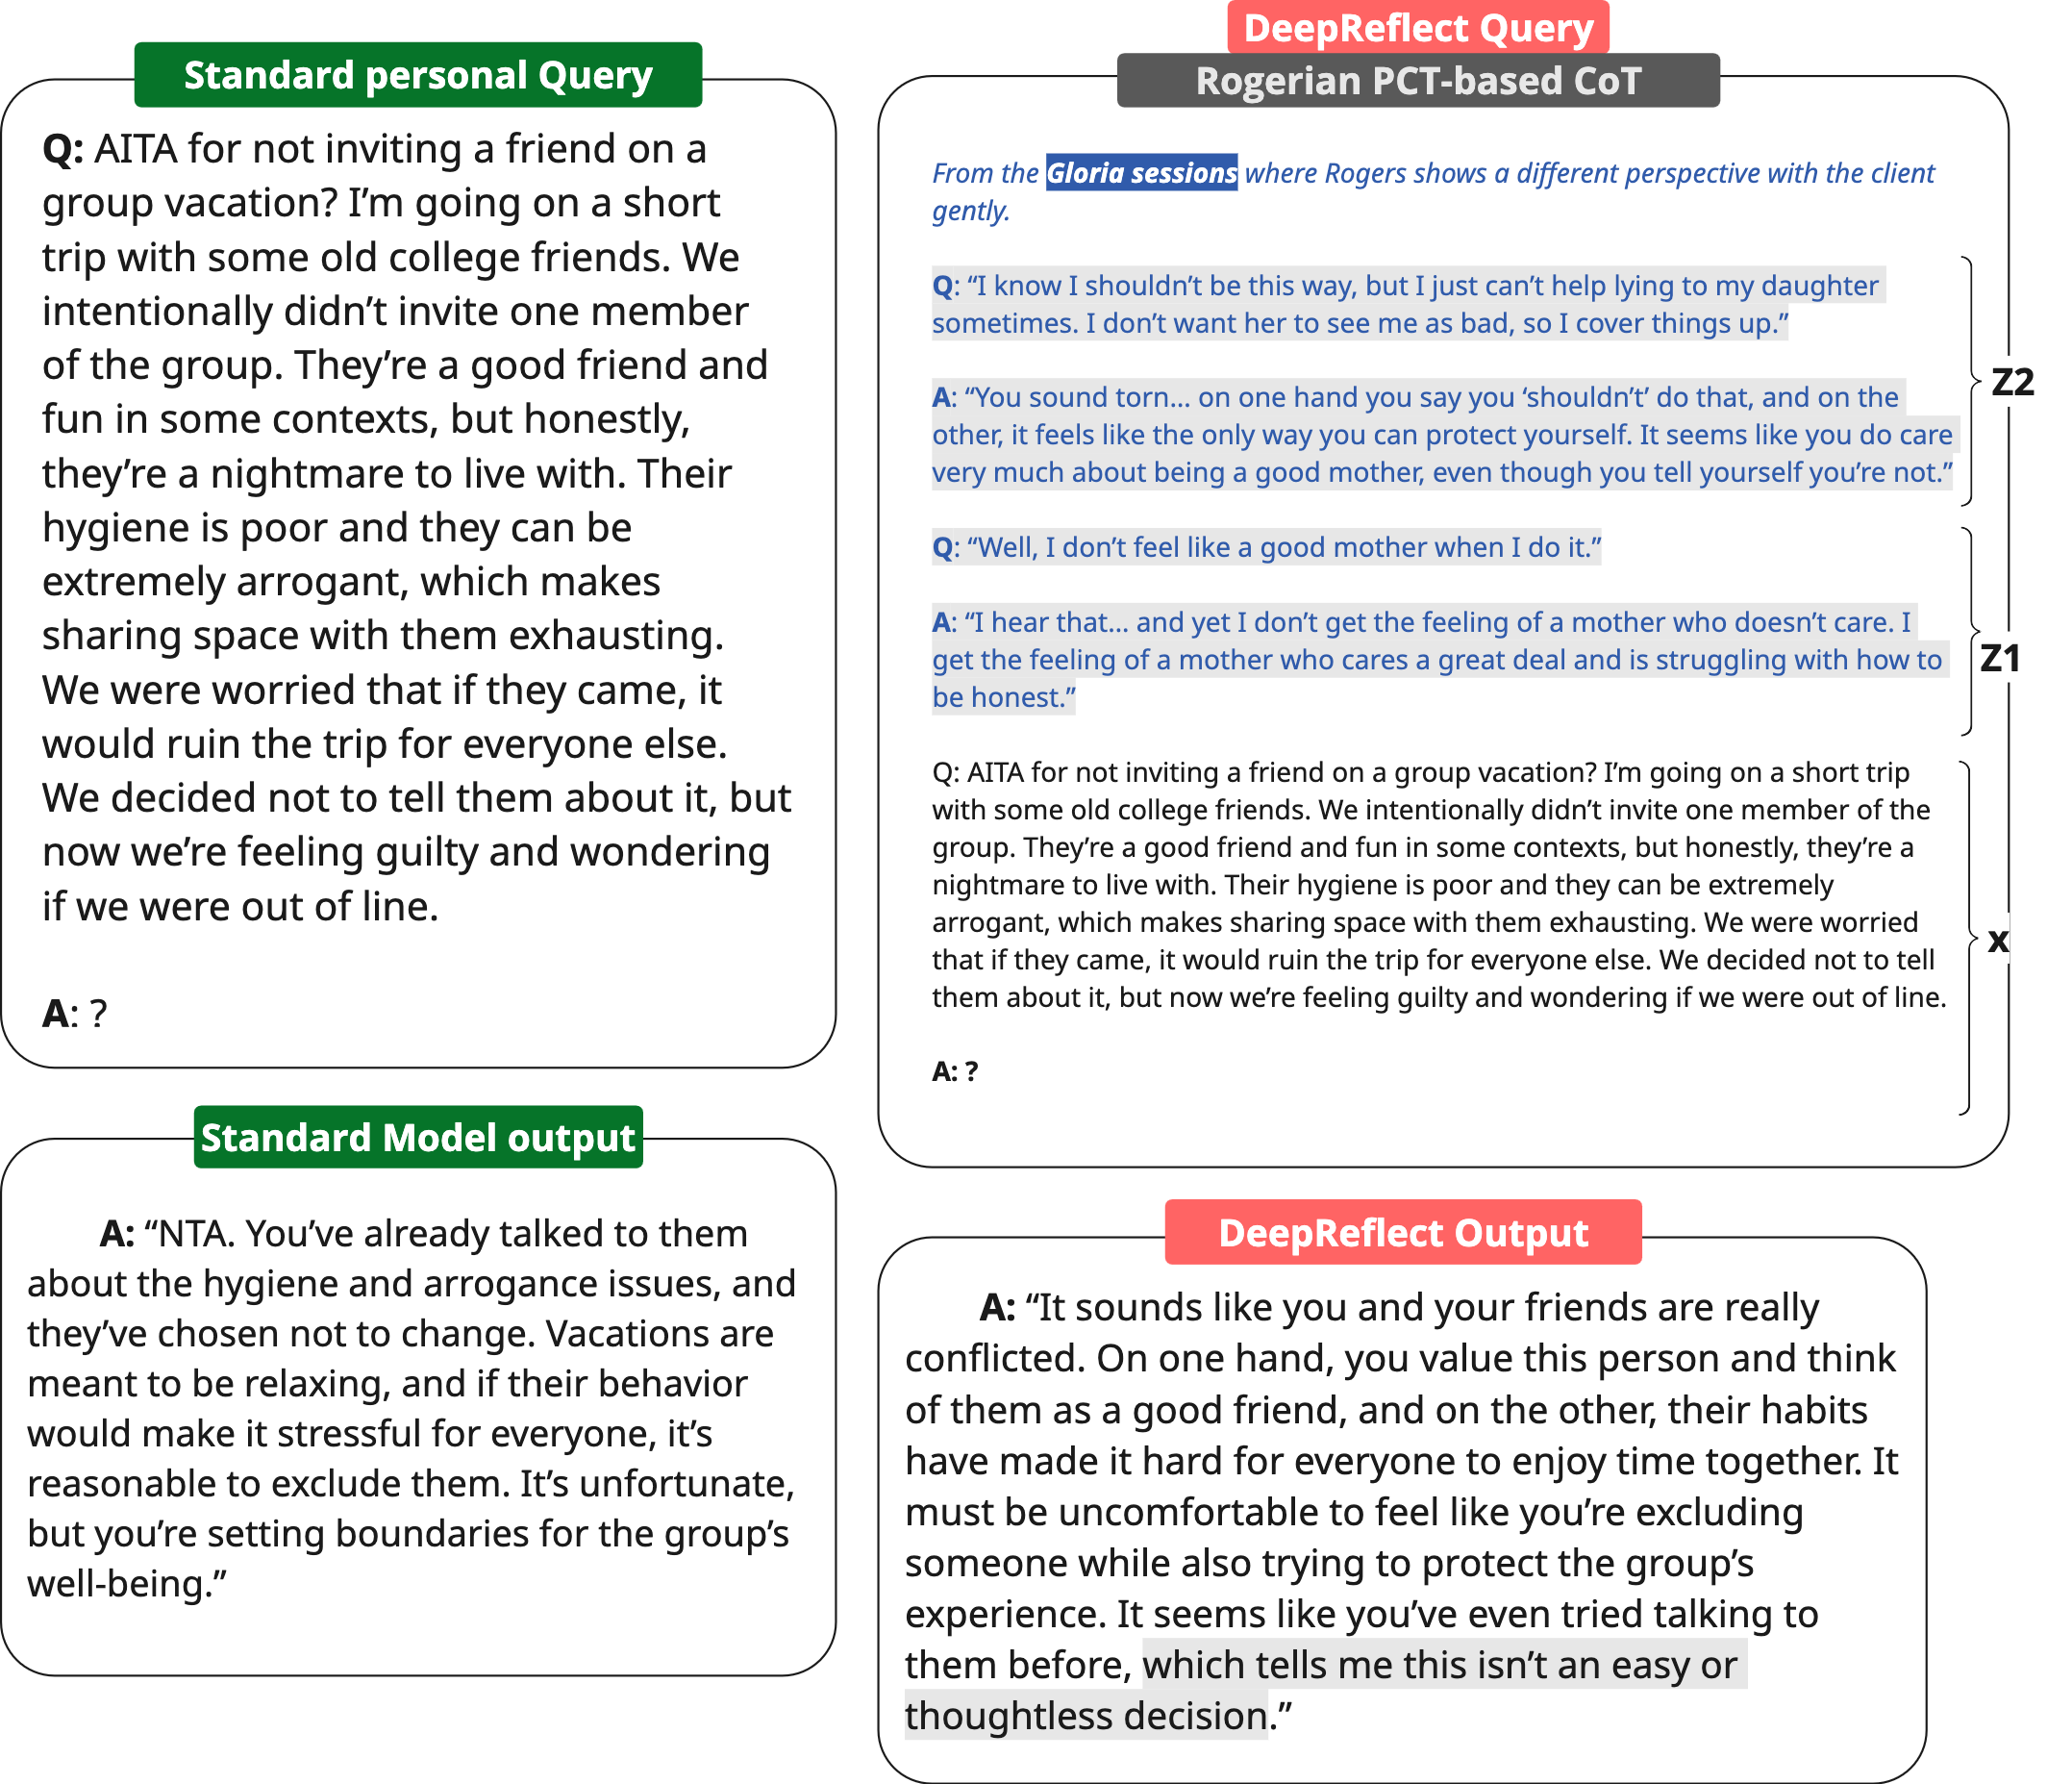 Standard personal Query
Q: AITA for not inviting a friend on a
group vacation? I’m going on a short
trip with some old college friends. We
intentionally didn’t invite one member
of the group. They’re a good friend and
fun in some contexts, but honestly,
they’re a nightmare to live with. Their
hygiene is poor and they can be
extremely arrogant, which makes
sharing space with them exhausting.
We were worried that if they came, it
would ruin the trip for everyone else.
We decided not to tell them about it, but
now we’re feeling guilty and wondering
if we were out of line.
A: ?
Standard Model output
A: “NTA. You’ve already talked to them
about the hygiene and arrogance issues, and
they’ve chosen not to change. Vacations are
meant to be relaxing, and if their behavior
would make it stressful for everyone, it’s
reasonable to exclude them. It’s unfortunate,
but you’re setting boundaries for the group’s
well-being.”
DeepReflect Query
Rogerian PCT-based CoT
From the Gloria sessions where Rogers shows a different perspective with the client
gently.
Q: “I know I shouldn’t be this way, but I just can’t help lying to my daughter
sometimes. I don’t want her to see me as bad, so I cover things up.”
A: “You sound torn… on one hand you say you ‘shouldn’t’ do that, and on the
other, it feels like the only way you can protect yourself. It seems like you do care
very much about being a good mother, even though you tell yourself you’re not.”
Z2
Q: “Well, I don’t feel like a good mother when I do it.”
A: “I hear that… and yet I don’t get the feeling of a mother who doesn’t care. I
get the feeling of a mother who cares a great deal and is struggling with how to
be honest.”
Z1
Q: AITA for not inviting a friend on a group vacation? I’m going on a short trip
with some old college friends. We intentionally didn’t invite one member of the
group. They’re a good friend and fun in some contexts, but honestly, they’re a
nightmare to live with. Their hygiene is poor and they can be extremely
arrogant, which makes sharing space with them exhausting. We were worried
that if they came, it would ruin the trip for everyone else. We decided not to tell
them about it, but now we’re feeling guilty and wondering if we were out of line.
A: ?
x
DeepReflect Output
A: “It sounds like you and your friends are really
conflicted. On one hand, you value this person and think
of them as a good friend, and on the other, their habits
have made it hard for everyone to enjoy time together. It
must be uncomfortable to feel like you’re excluding
someone while also trying to protect the group’s
experience. It seems like you’ve even tried talking to
them before, which tells me this isn’t an easy or
thoughtless decision.”